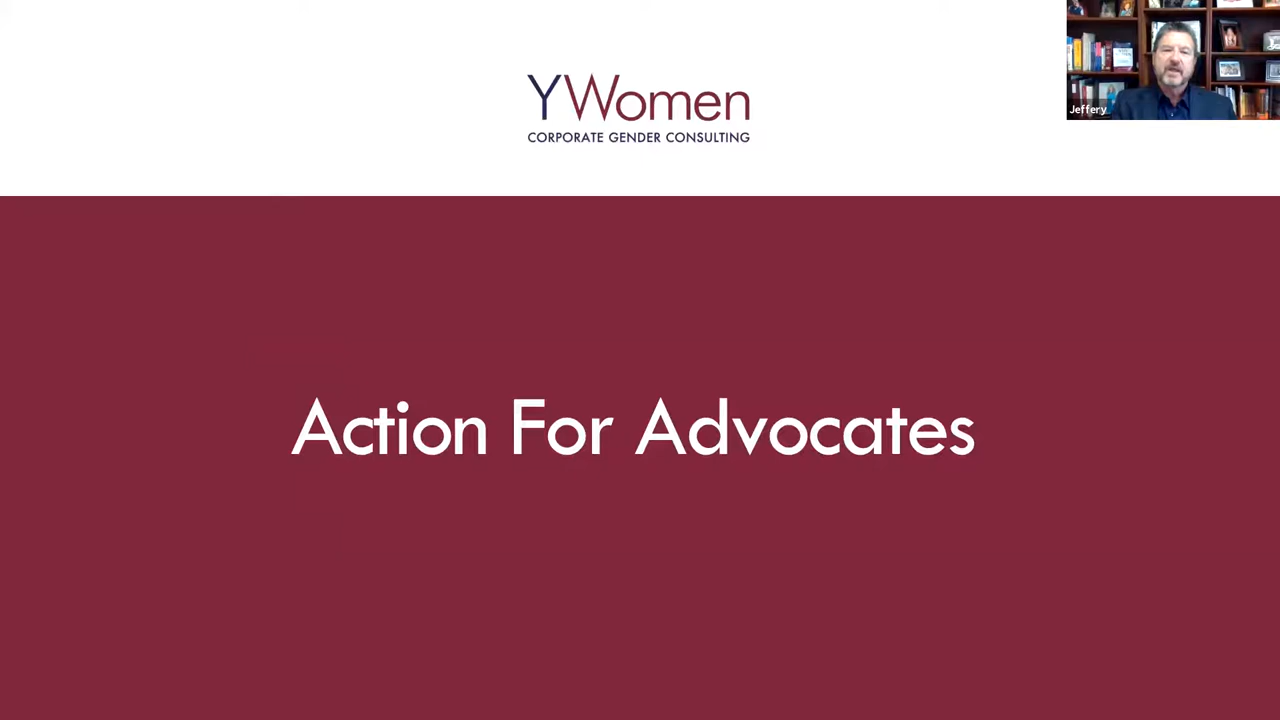 YWomen
CORPORATE GENDER CONSULTING
Jeffery
Action For Advocates